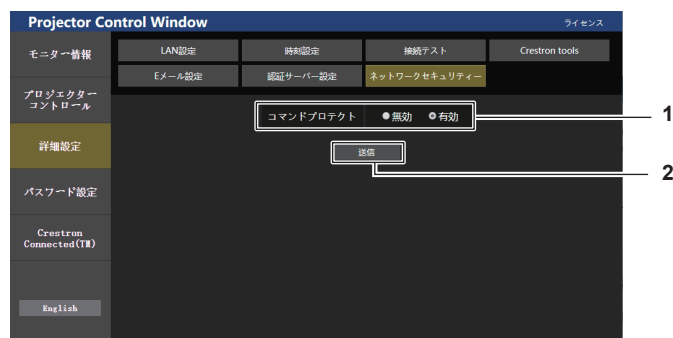 Projector Control Window
ライセンス
モニター情報
LAN設定
時刻設定
接続テスト
Crestron tools
Eメール設定
認証サーバー設定
ネットワークセキュリティー
プロジェクター
コントロール
コマンドプロテクト
無効
有効
1
詳細設定
送信
2
パスワード設定
Crestron
Connected(TM)
English